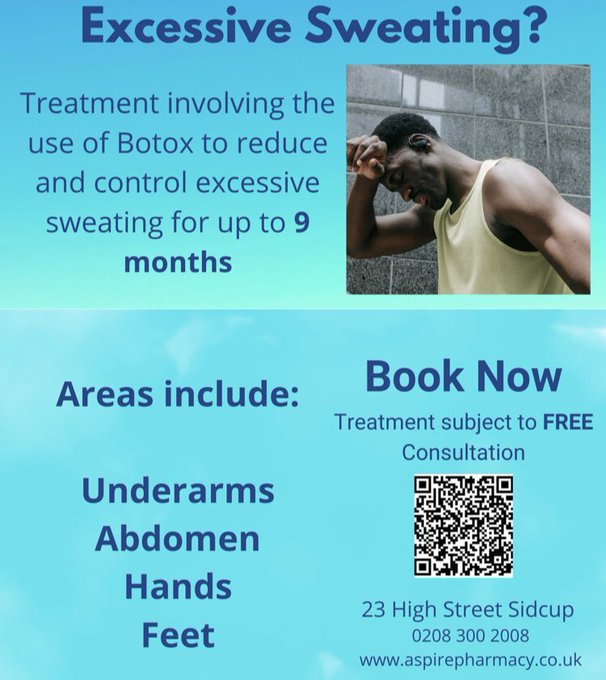 Excessive Sweating?
Treatment involving the
use of Botox to reduce
and control excessive
sweating for up to 9
months
Areas include:
Underarms
Abdomen
Hands
Feet
Book Now
Treatment subject to FREE
Consultation
23 High Street Sidcup
0208 300 2008
www.aspirepharmacy.co.uk